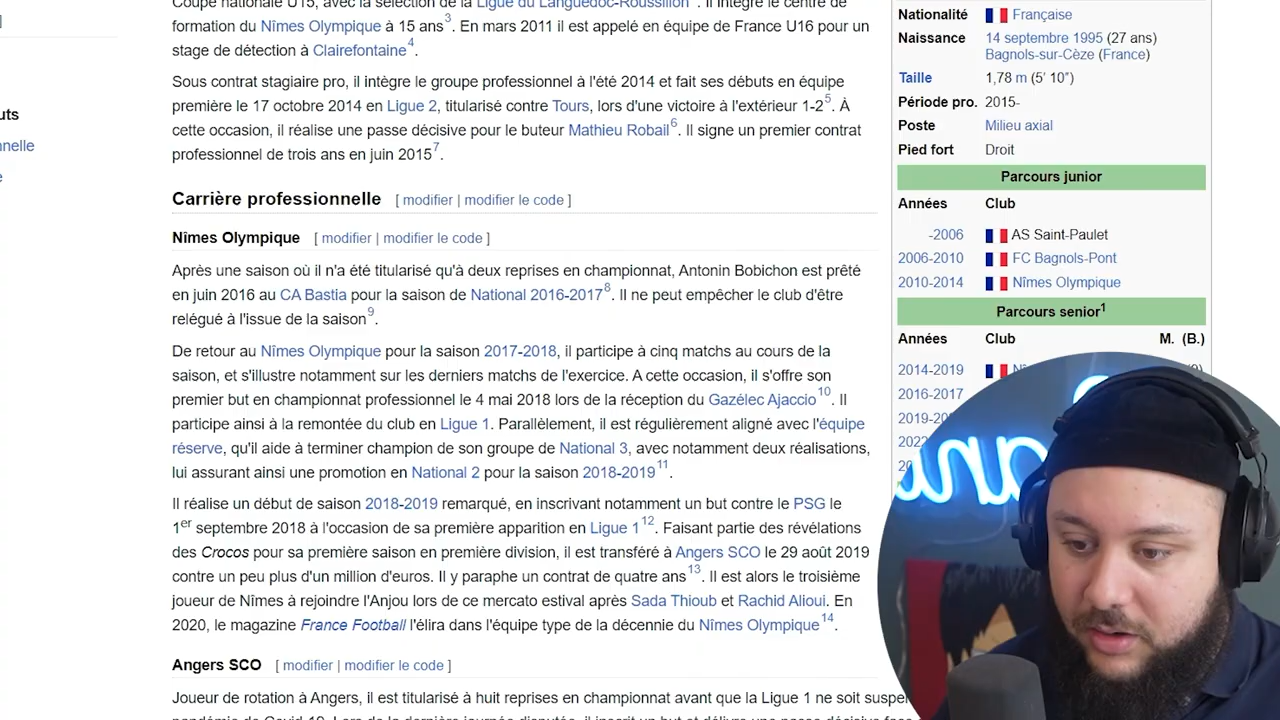 Coupe nationale U15, avec la sélection de la Ligue du Languedoc-Roussillon
formation du Nîmes Olympique à 15 ans3. En mars 2011 il est appelé en équipe de France U16 pour un
stage de détection à Clairefontaine4.
Sous contrat stagiaire pro, il intègre le groupe professionnel à l'été 2014 et fait ses débuts en équipe
première le 17 octobre 2014 en Ligue 2, titularisé contre Tours, lors d'une victoire à l'extérieur 1-25. À
cette occasion, il réalise une passe décisive pour le buteur Mathieu Robail6. Il signe un premier contrat
professionnel de trois ans en juin 20157.
Carrière professionnelle [ modifier | modifier le code ]
Nîmes Olympique [ modifier | modifier le code ]
Après une saison où il n'a été titularisé qu'à deux reprises en championnat, Antonin Bobichon est prêté
en juin 2016 au CA Bastia pour la saison de National 2016-20178. Il ne peut empêcher le club d'être
relégué à l'issue de la saison9.
De retour au Nîmes Olympique pour la saison 2017-2018, il participe à cinq matchs au cours de la
saison, et s'illustre notamment sur les derniers matchs de l'exercice. A cette occasion, il s'offre son
premier but en championnat professionnel le 4 mai 2018 lors de la réception du Gazélec Ajaccio10. Il
participe ainsi à la remontée du club en Ligue 1. Parallèlement, il est régulièrement aligné avec l'équipe
réserve, qu'il aide à terminer champion de son groupe de National 3, avec notamment deux réalisations,
lui assurant ainsi une promotion en National 2 pour la saison 2018-201911.
Il réalise un début de saison 2018-2019 remarqué, en inscrivant notamment un but contre le PSG le
1er septembre 2018 à l'occasion de sa première apparition en Ligue 112. Faisant partie des révélations
des Crocos pour sa première saison en première division, il est transféré à Angers SCO le 29 août 2019
contre un peu plus d'un million d'euros. Il y paraphe un contrat de quatre ans13. Il est alors le troisième
joueur de Nîmes à rejoindre l'Anjou lors de ce mercato estival après Sada Thioub et Rachid Alioui. En
2020, le magazine France Football l'élira dans l'équipe type de la décennie du Nîmes Olympique14.
Angers SCO [ modifier | modifier le code ]
Joueur de rotation à Angers, il est titularisé à huit reprises en championnat avant que la Ligue 1 ne soit
Nationalité Française
Naissance 14 septembre 1995 (27 ans)
Bagnols-sur-Cèze (France)
Taille 1,78 m (5′ 10″)
Période pro. 2015-
Poste Milieu axial
Pied fort Droit
Parcours junior
Années Club
-2006 AS Saint-Paulet
2006-2010 FC Bagnols-Pont
2010-2014 Nîmes Olympique
Parcours senior1
Années Club M. (B.)
2014-2019
2016-2017